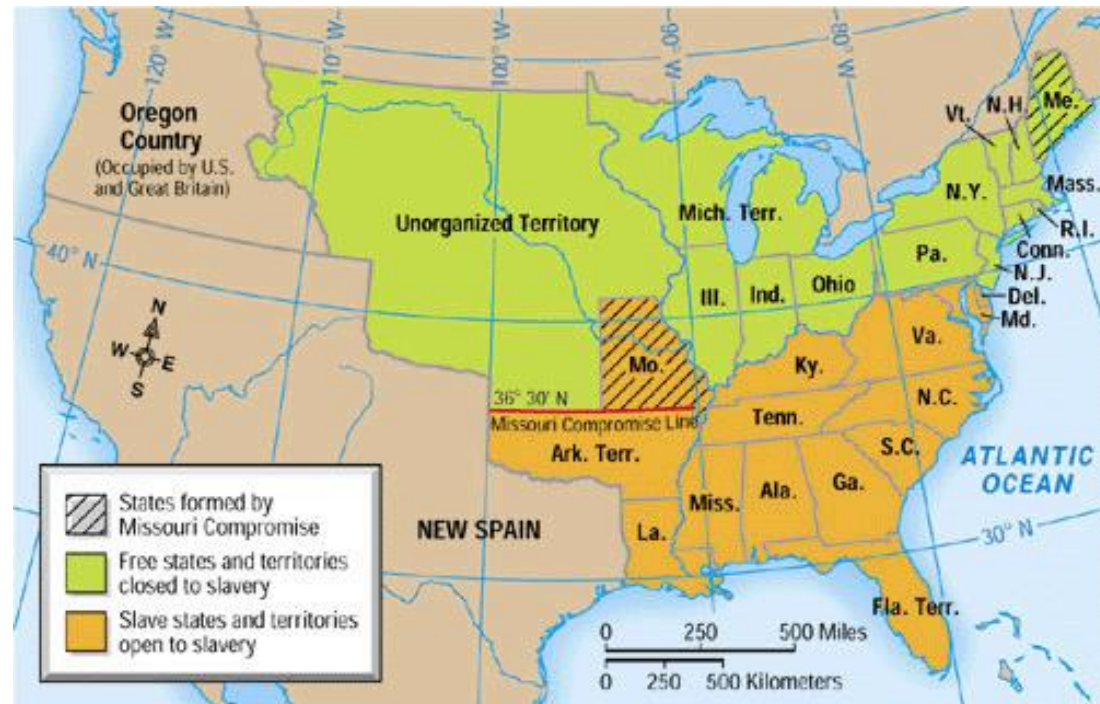 120° W
110° W
100° W
90° W
80° W
Oregon
Country
(Occupied by U.S.
and Great Britain)
Unorganized Territory
Mich. Terr.
Vt.
N.H.
Me.
N.Y.
Mass.
R.I.
Conn.
Pa.
N.J.
Del.
Md.
Ill.
Ind.
Ohio
40° N
N
W
E
S
Mo.
Ky.
Va.
36° 30' N
Missouri Compromise Line
Tenn.
N.C.
Ark. Terr.
S.C.
ATLANTIC
OCEAN
Miss.
Ala.
Ga.
NEW SPAIN
La.
30° N
Fla. Terr.
States formed by
Missouri Compromise
Free states and territories
closed to slavery
Slave states and territories
open to slavery
0 250 500 Miles
0 250 500 Kilometers